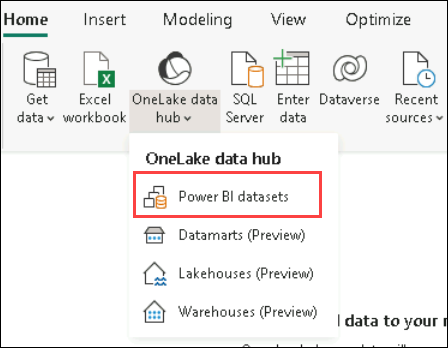 Home Insert Modeling View Optimize
Get data Excel workbook OneLake data hub SQL Server Enter data Dataverse Recent sources
OneLake data hub
Power BI datasets
Datamarts (Preview)
Lakehouses (Preview)
Warehouses (Preview)
data to your